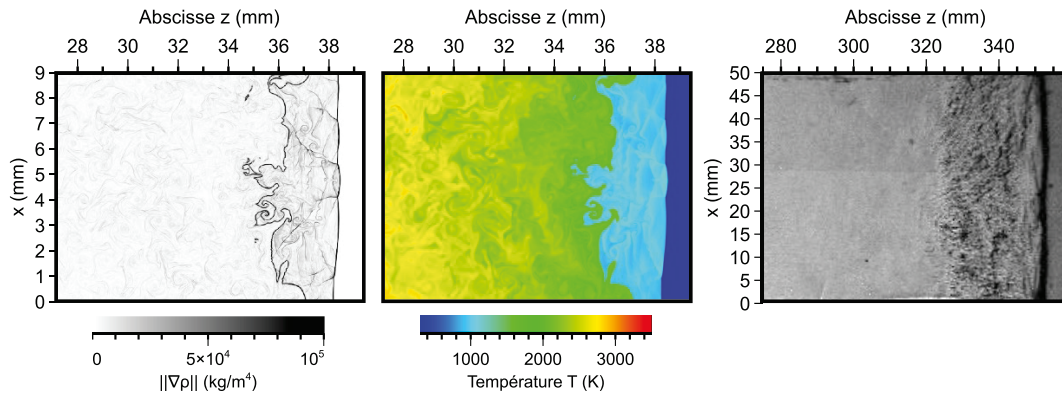 Abscisse z (mm)
28 30 32 34 36 38
9
8
7
6
5
4
3
2
1
0
x (mm)
0 5×10⁴ 10⁵
||∇ρ|| (kg/m⁴)
Abscisse z (mm)
28 30 32 34 36 38
1000 2000 3000
Température T (K)
Abscisse z (mm)
280 300 320 340
50
45
40
35
30
25
20
15
10
5
0
x (mm)